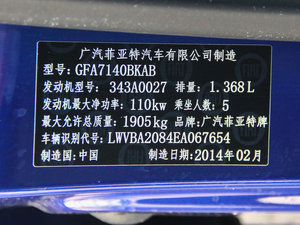 广汽菲亚特汽车有限公司制造
型号: GFA7140BKAB
发动机型号: 343A0027 排量: 1.368L
发动机最大净功率: 110kw 乘坐人数: 5
最大允许总质量: 1905kg 品牌: 广汽菲亚特牌
车辆识别代号: LWVBA2084EA067654
制造国: 中国 制造日期: 2014年02月